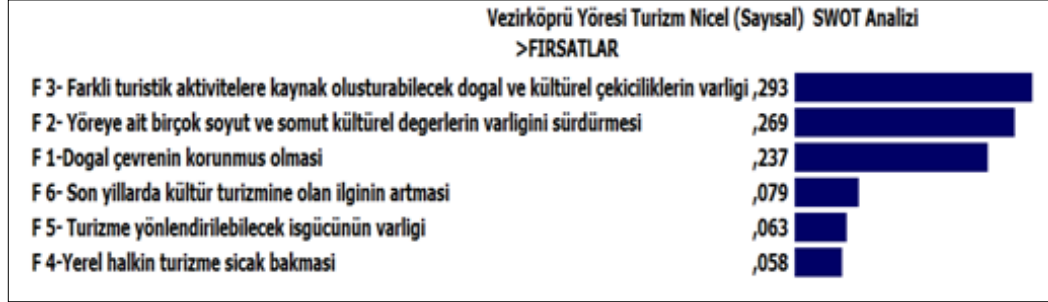 Vezirköprü Yöresi Turizm Nicel (Sayısal) SWOT Analizi
>FIRSATLAR
F 3- Farkli turistik aktivitelere kaynak olusturabilecek dogal ve kültürel çekiciliklerin varligi ,293
F 2- Yöreye ait birçok soyut ve somut kültürel degerlerin varligini sürdürmesi ,269
F 1-Dogal çevrenin korunmus olmasi ,237
F 6- Son yillarda kültür turizmine olan ilginin artmasi ,079
F 5- Turizme yönlendirilebilecek isgücünün varligi ,063
F 4-Yerel halkin turizme sicak bakmasi ,058